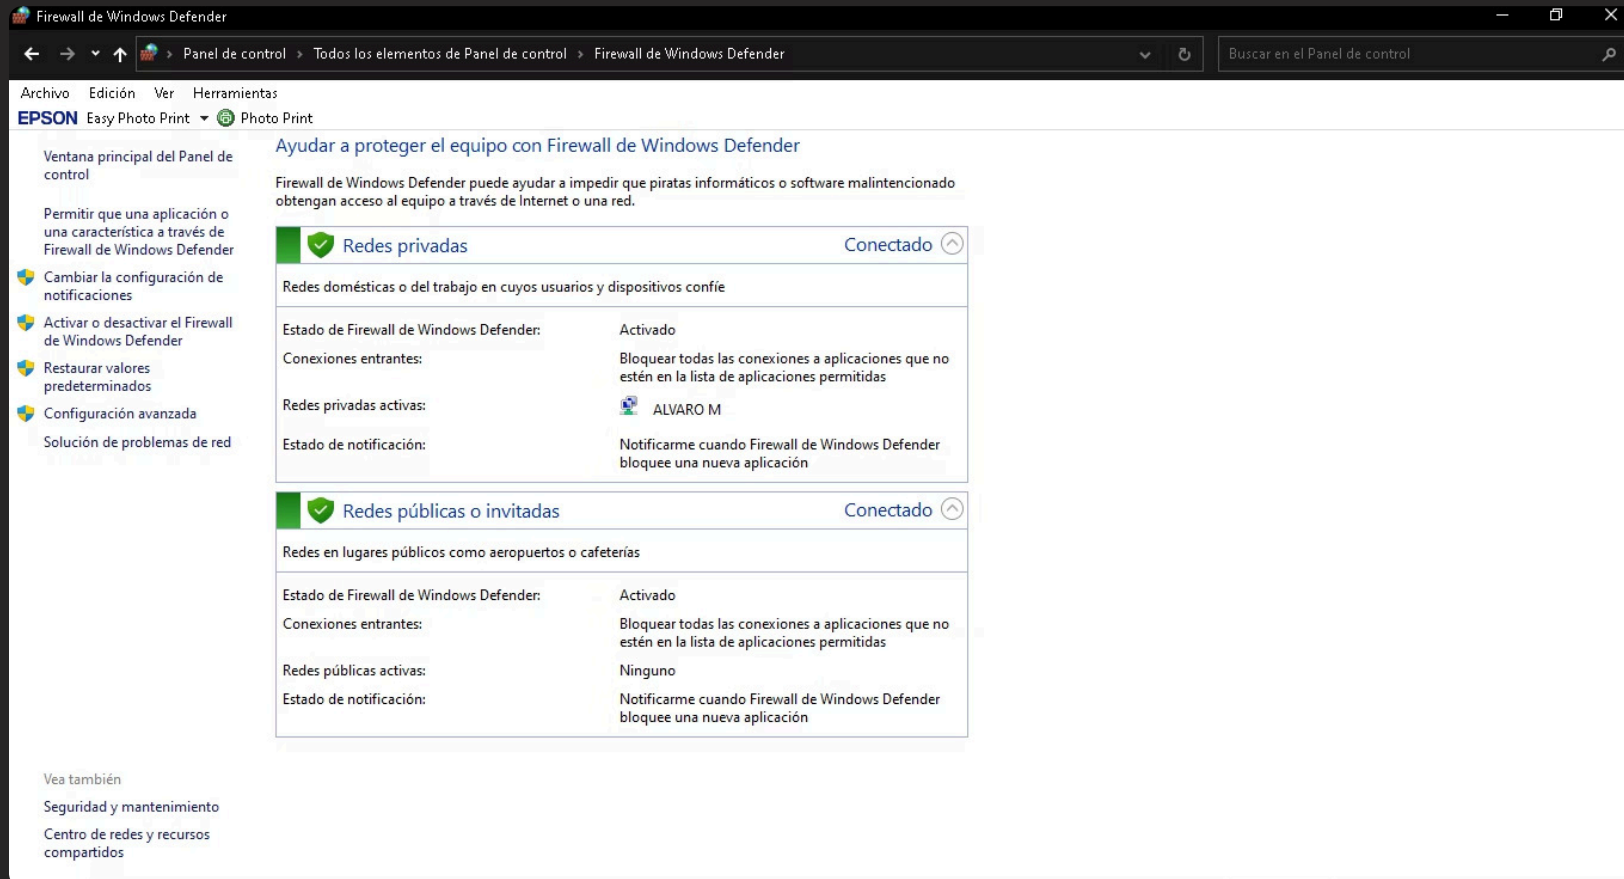 Firewall de Windows Defender
Panel de control > Todos los elementos de Panel de control > Firewall de Windows Defender
Buscar en el Panel de control
Archivo Edición Ver Herramientas
EPSON Easy Photo Print Photo Print
Ventana principal del Panel de
control
Permitir que una aplicación o
una característica a través de
Firewall de Windows Defender
Cambiar la configuración de
notificaciones
Activar o desactivar el Firewall
de Windows Defender
Restaurar valores
predeterminados
Configuración avanzada
Solución de problemas de red
Ayudar a proteger el equipo con Firewall de Windows Defender
Firewall de Windows Defender puede ayudar a impedir que piratas informáticos o software malintencionado
obtengan acceso al equipo a través de Internet o una red.
Redes privadas Conectado
Redes domésticas o del trabajo en cuyos usuarios y dispositivos confíe
Estado de Firewall de Windows Defender: Activado
Conexiones entrantes: Bloquear todas las conexiones a aplicaciones que no
estén en la lista de aplicaciones permitidas
Redes privadas activas: ALVARO M
Estado de notificación: Notificarme cuando Firewall de Windows Defender
bloquee una nueva aplicación
Redes públicas o invitadas Conectado
Redes en lugares públicos como aeropuertos o cafeterías
Estado de Firewall de Windows Defender: Activado
Conexiones entrantes: Bloquear todas las conexiones a aplicaciones que no
estén en la lista de aplicaciones permitidas
Redes públicas activas: Ninguno
Estado de notificación: Notificarme cuando Firewall de Windows Defender
bloquee una nueva aplicación
Vea también
Seguridad y mantenimiento
Centro de redes y recursos
compartidos